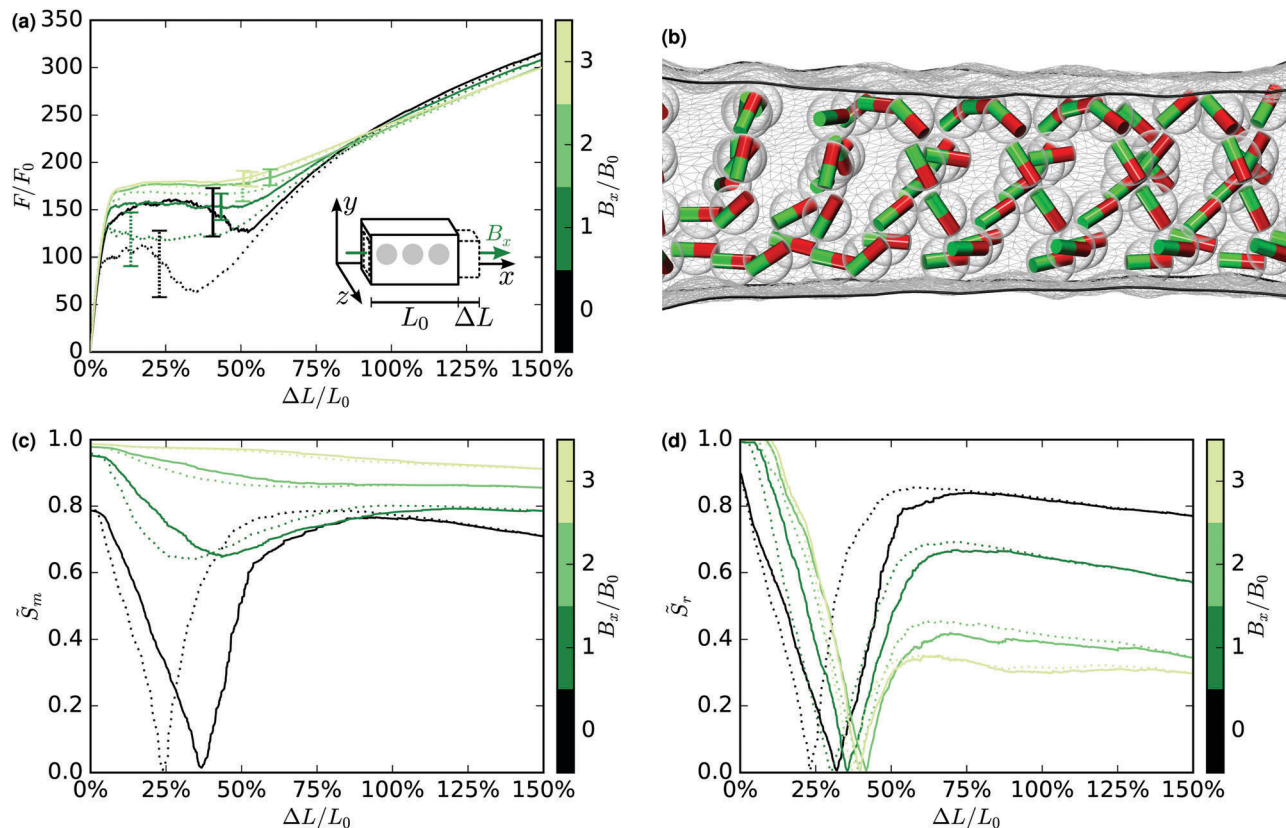 (a)
350
300
250
200
150
100
50
0
F/F₀
0% 25% 50% 75% 100% 125% 150%
ΔL/L₀
y
z
x
Bₓ
L₀ ΔL
3
2
1
0
Bₓ/B₀
(b)
(c)
1.0
0.8
0.6
0.4
0.2
0.0
S̃ₘ
0% 25% 50% 75% 100% 125% 150%
ΔL/L₀
3
2
1
0
Bₓ/B₀
(d)
1.0
0.8
0.6
0.4
0.2
0.0
S̃ᵣ
0% 25% 50% 75% 100% 125% 150%
ΔL/L₀
3
2
1
0
Bₓ/B₀